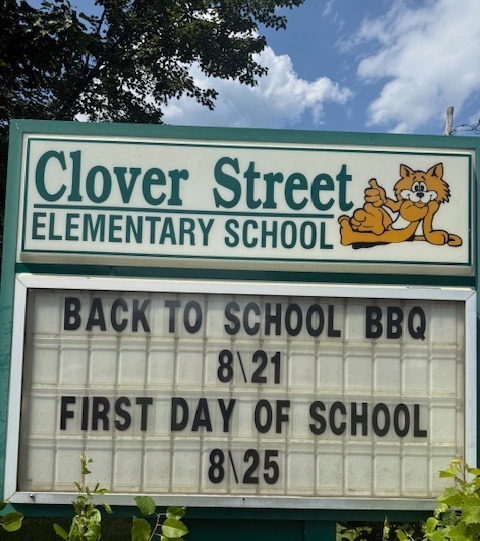 Clover Street
ELEMENTARY SCHOOL
BACK TO SCHOOL BBQ
8\21
FIRST DAY OF SCHOOL
8\25